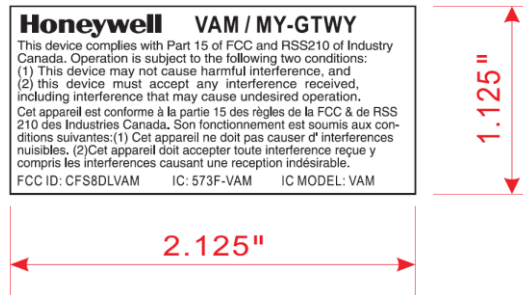 Honeywell VAM / MY-GTWY
This device complies with Part 15 of FCC and RSS210 of Industry
Canada. Operation is subject to the following two conditions:
(1) This device may not cause harmful interference, and
(2) this device must accept any interference received,
including interference that may cause undesired operation.
Cet appareil est conforme à la partie 15 des règles de la FCC & de RSS
210 des Industries Canada. Son fonctionnement est soumis aux con-
ditions suivantes:(1) Cet appareil ne doit pas causer d' interferences
nuisibles. (2)Cet appareil doit accepter toute interference reçue y
compris les interferences causant une reception indésirable.
FCC ID: CFS8DLVAM IC: 573F-VAM IC MODEL: VAM
1.125"
2.125"